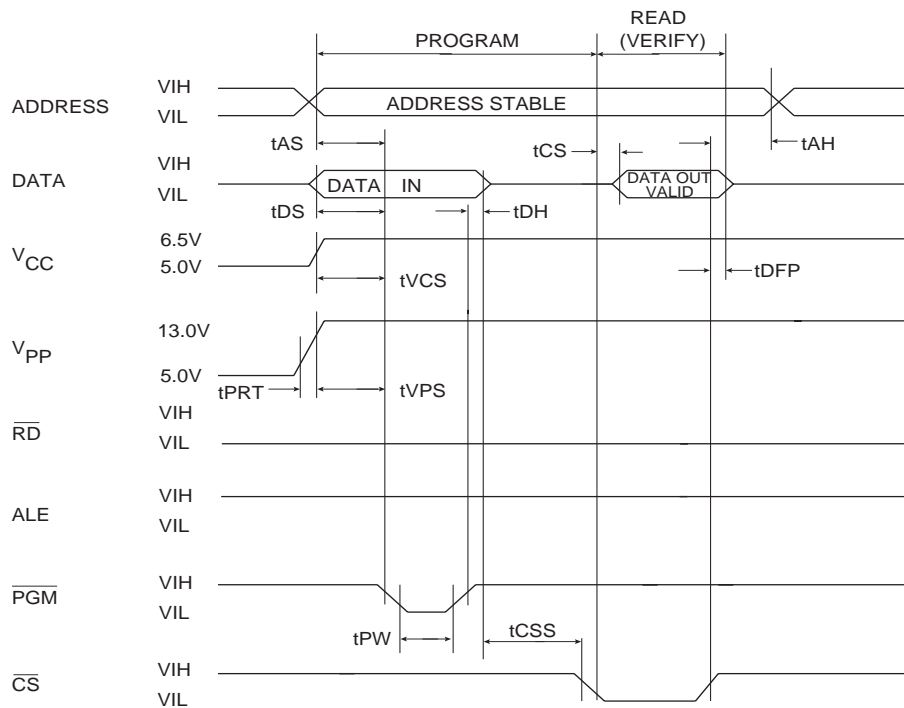 READ
PROGRAM (VERIFY)
ADDRESS VIH
VIL ADDRESS STABLE
tAS tCS tAH
DATA VIH
VIL DATA IN DATA OUT
VALID
tDS tDH
VCC 6.5V
5.0V
tVCS tDFP
VPP 13.0V
5.0V
tPRT tVPS
RD VIH
VIL
ALE VIH
VIL
PGM VIH
VIL
tPW tCSS
CS VIH
VIL